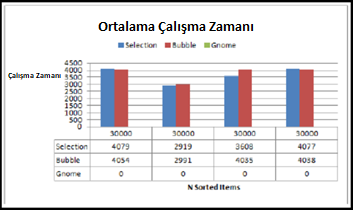 Ortalama Çalışma Zamanı
Selection Bubble Gnome
Çalışma Zamanı
4500
4000
3500
3000
2500
2000
1500
1000
500
0
30000 30000 30000 30000
Selection 4079 2919 3608 4077
Bubble 4054 2991 4035 4038
Gnome 0 0 0 0
N Sorted Items